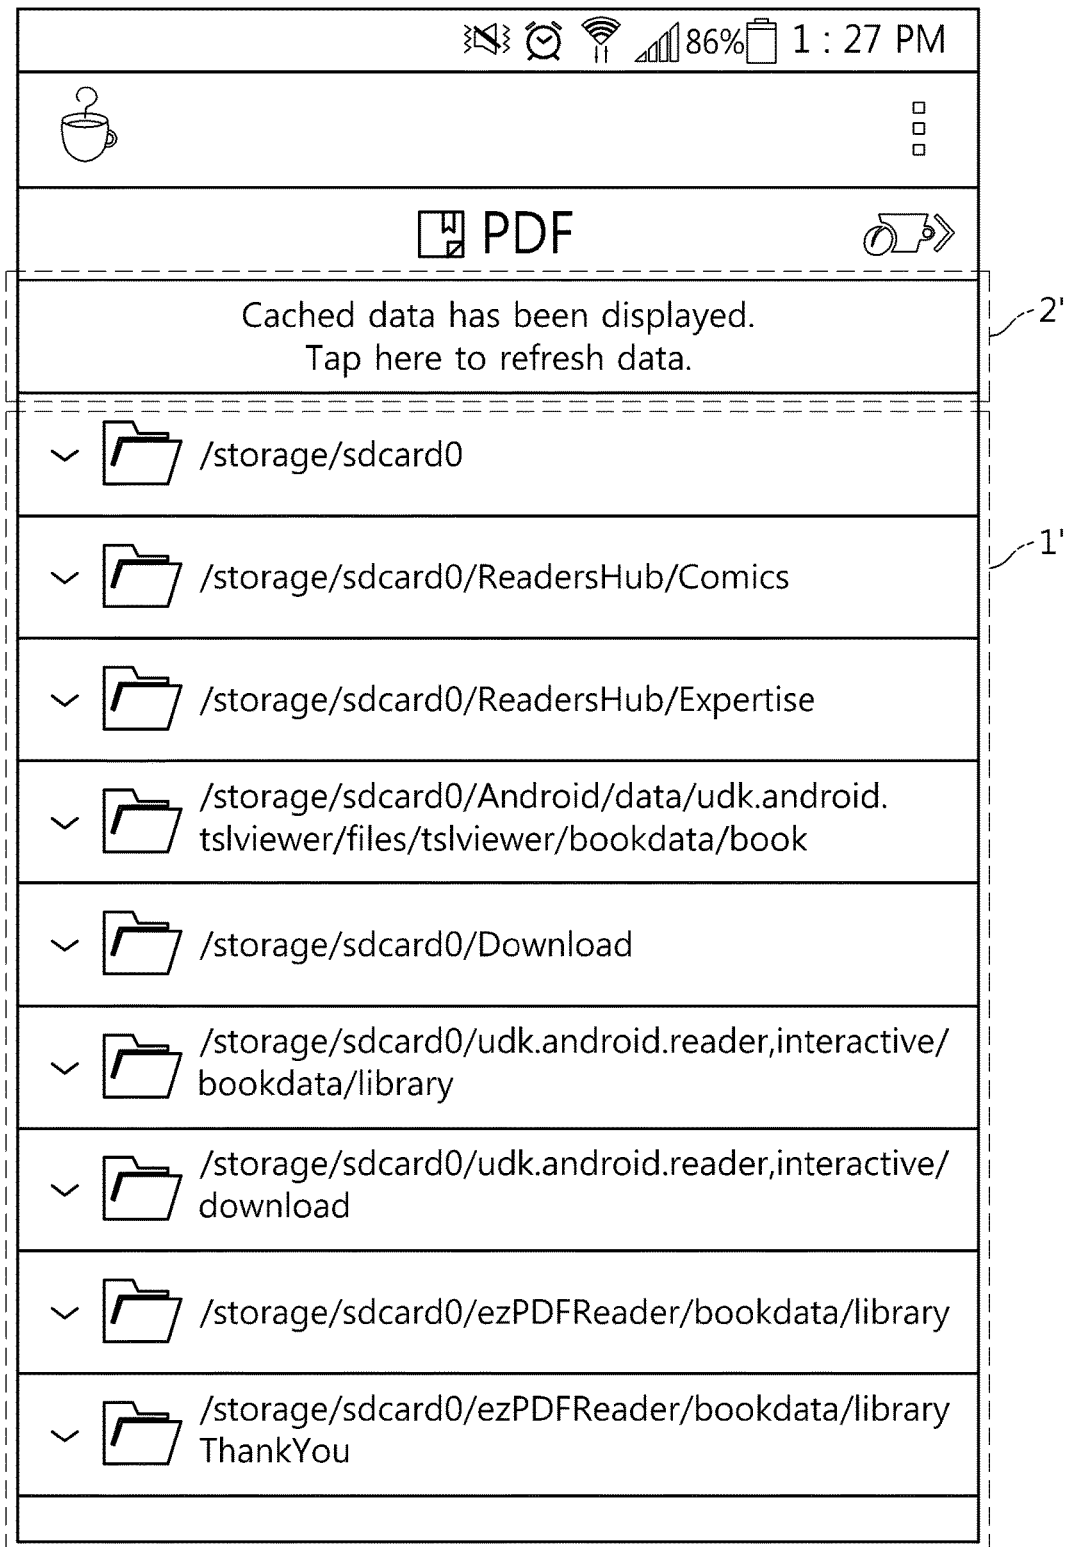 86% 1 : 27 PM
PDF
Cached data has been displayed.
Tap here to refresh data.
2'
/storage/sdcard0
1'
/storage/sdcard0/ReadersHub/Comics
/storage/sdcard0/ReadersHub/Expertise
/storage/sdcard0/Android/data/udk.android.
tslviewer/files/tslviewer/bookdata/book
/storage/sdcard0/Download
/storage/sdcard0/udk.android.reader,interactive/
bookdata/library
/storage/sdcard0/udk.android.reader,interactive/
download
/storage/sdcard0/ezPDFReader/bookdata/library
/storage/sdcard0/ezPDFReader/bookdata/library
ThankYou